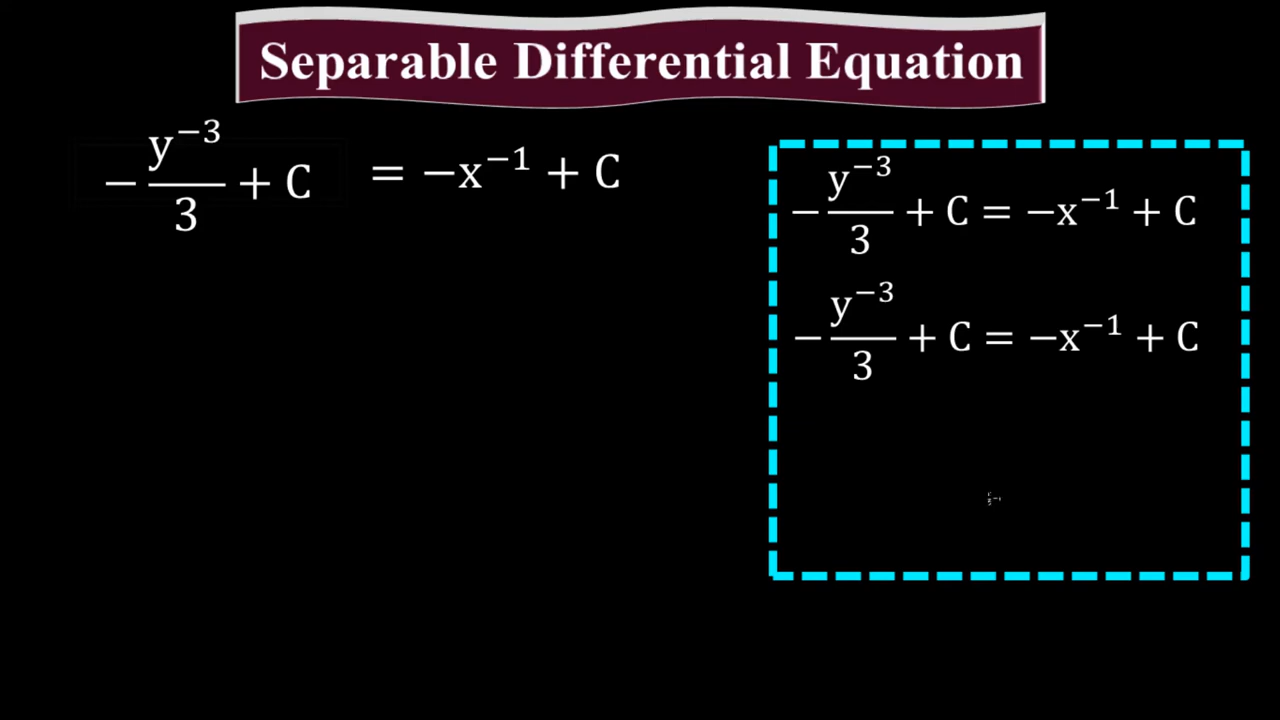 Separable Differential Equation
−y⁻³/3 + C = −x⁻¹ + C
−y⁻³/3 + C = −x⁻¹ + C
−y⁻³/3 + C = −x⁻¹ + C